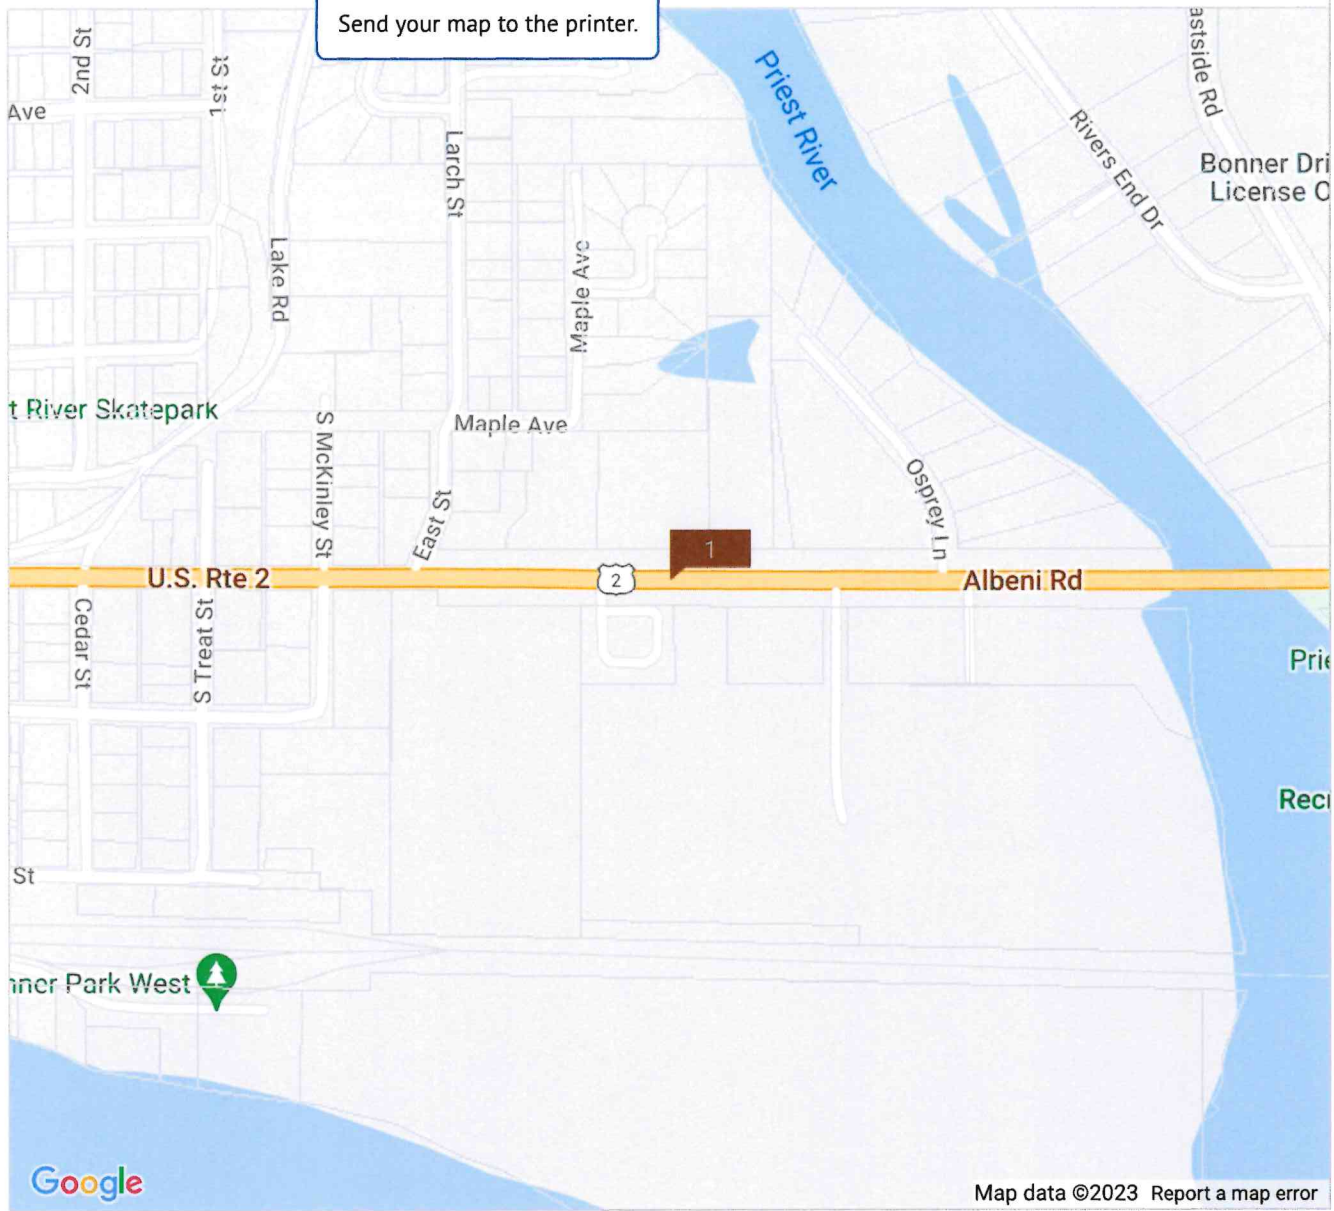 Send your map to the printer.
2nd St
1st St
Ave
Larch St
Lake Rd
Maple Ave
Priest River
Rivers End Dr
astside Rd
Bonner Dri
License O
t River Skatepark
S McKinley St
Maple Ave
East St
Osprey Ln
1
U.S. Rte 2
2
Albeni Rd
Cedar St
S Treat St
Prie
Recr
St
nner Park West
Google
Map data ©2023 Report a map error